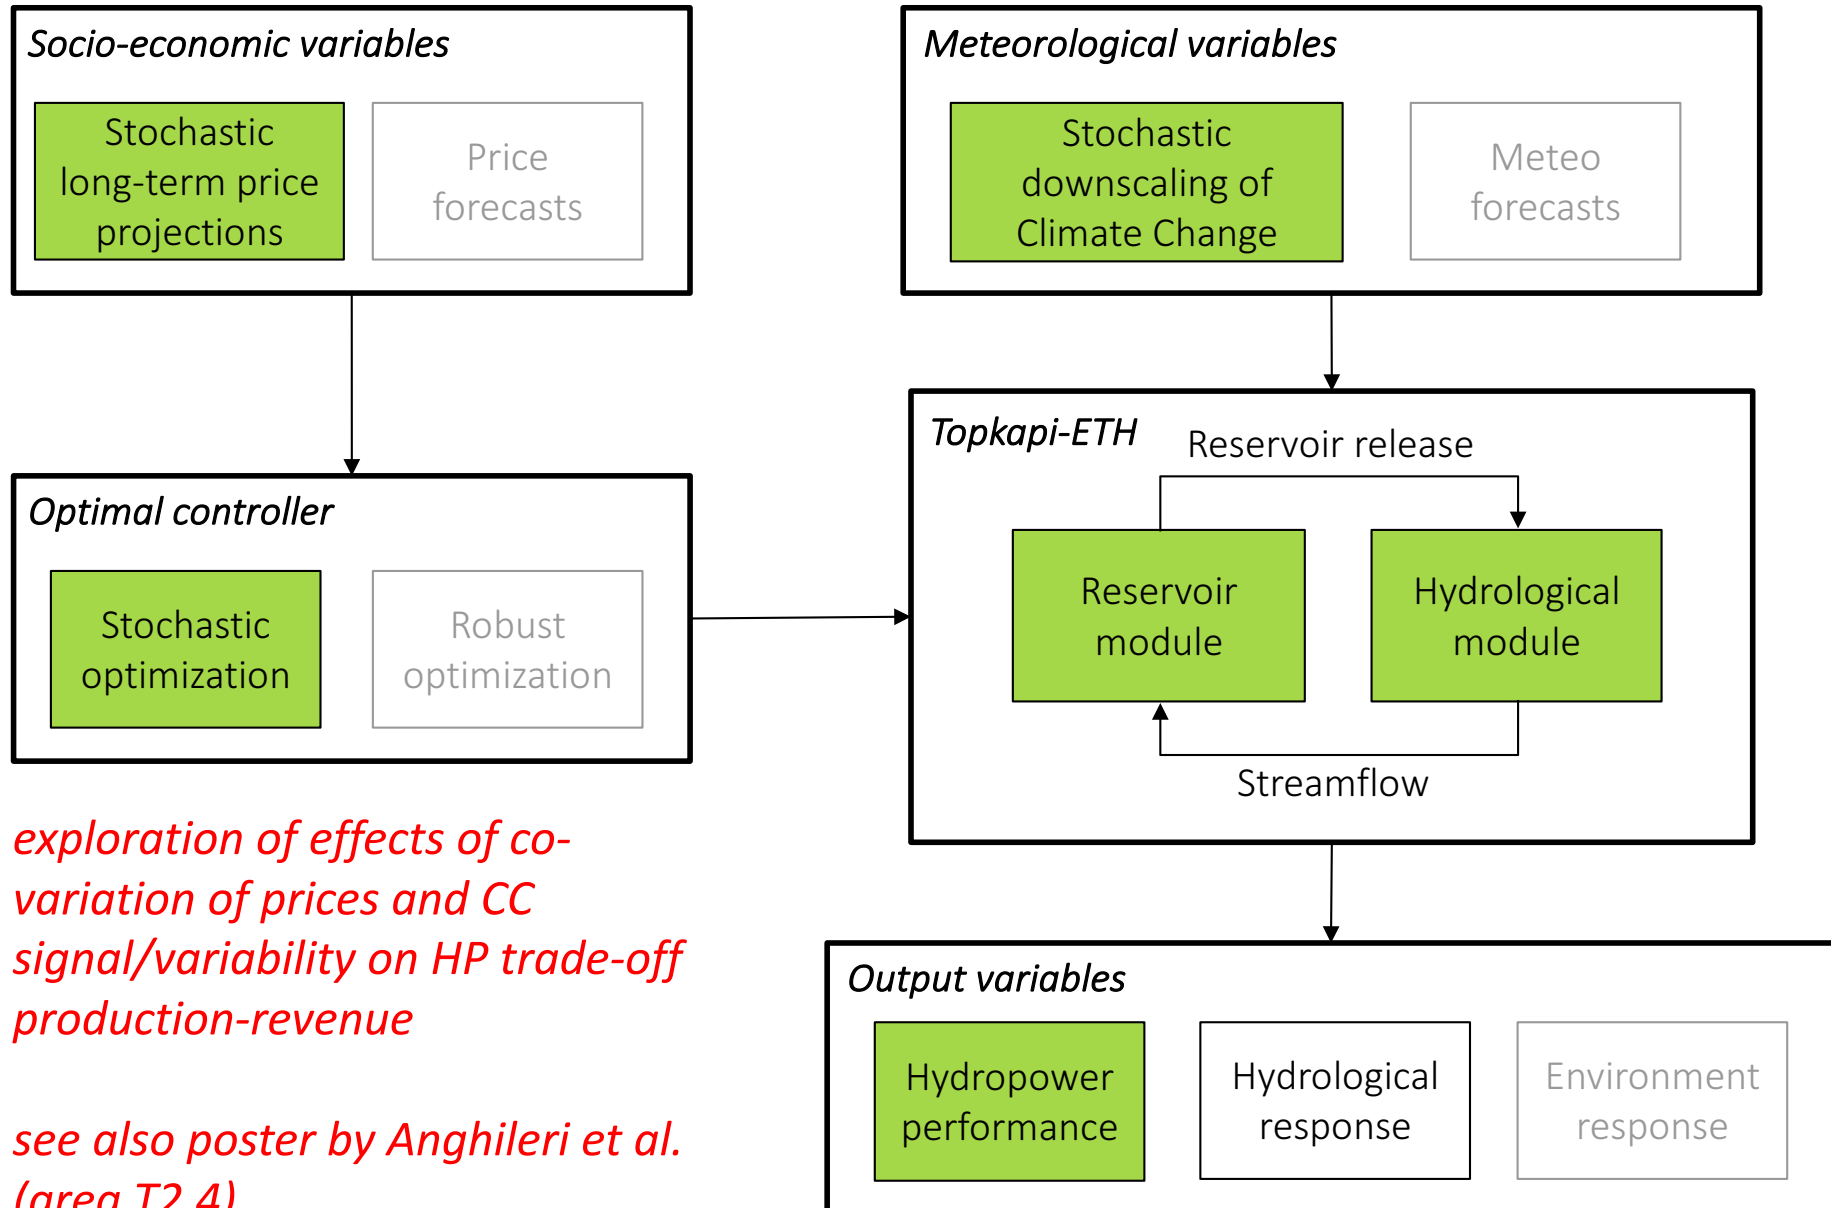 Socio-economic variables
Stochastic
long-term price
projections
Price
forecasts
Meteorological variables
Stochastic
downscaling of
Climate Change
Meteo
forecasts
Optimal controller
Stochastic
optimization
Robust
optimization
Topkapi-ETH
Reservoir release
Reservoir
module
Hydrological
module
Streamflow
exploration of effects of co-
variation of prices and CC
signal/variability on HP trade-off
production-revenue
see also poster by Anghileri et al.
(area T2.4)
Output variables
Hydropower
performance
Hydrological
response
Environment
response